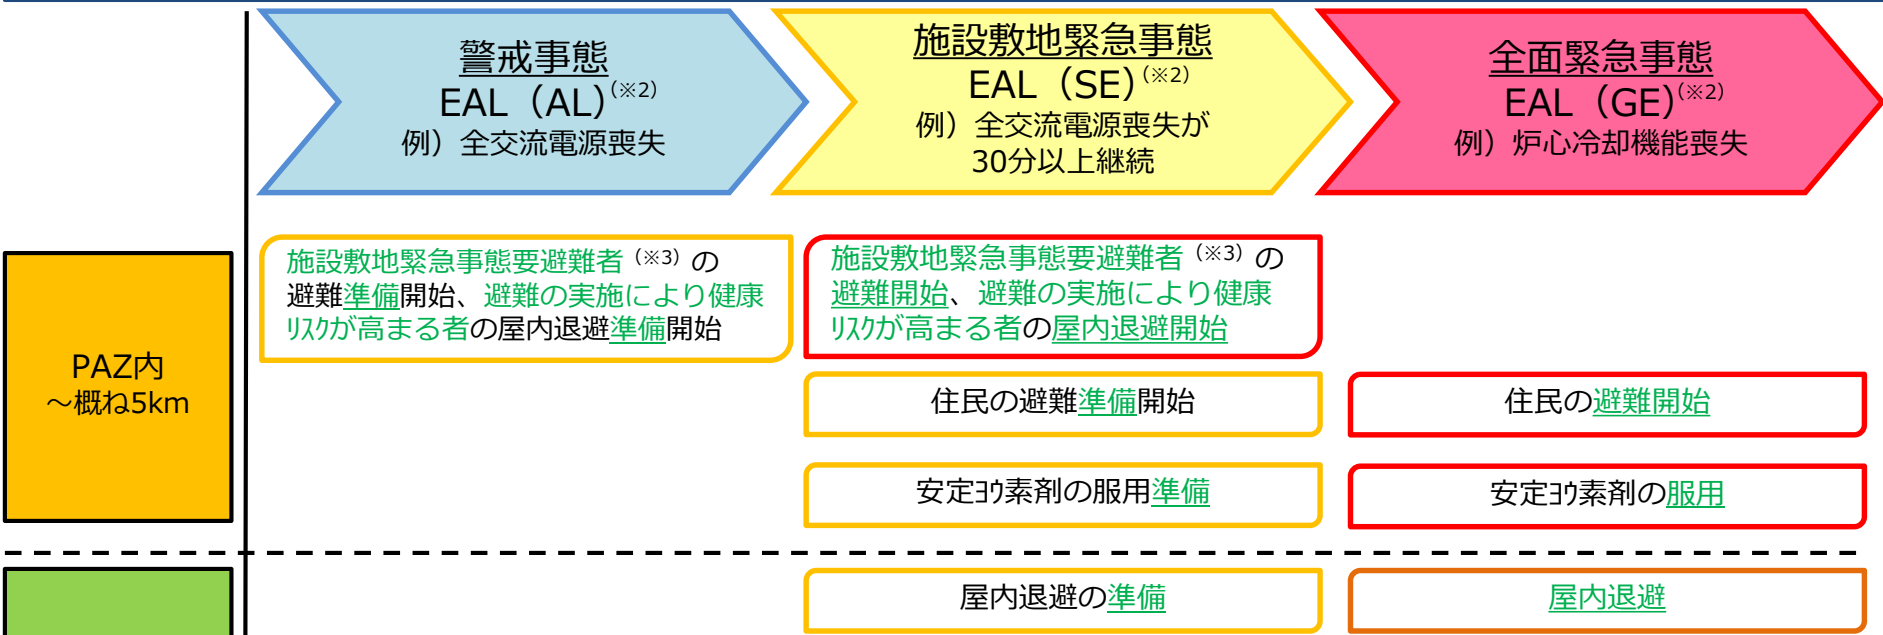 警戒事態
EAL（AL）(※2)
例）全交流電源喪失
施設敷地緊急事態
EAL（SE）(※2)
例）全交流電源喪失が
30分以上継続
全面緊急事態
EAL（GE）(※2)
例）炉心冷却機能喪失
PAZ内
～概ね5km
施設敷地緊急事態要避難者（※3）の
避難準備開始、避難の実施により健康
ﾘｽｸが高まる者の屋内退避準備開始
施設敷地緊急事態要避難者（※3）の
避難開始、避難の実施により健康
ﾘｽｸが高まる者の屋内退避開始
住民の避難準備開始
住民の避難開始
安定ﾖｳ素剤の服用準備
安定ﾖｳ素剤の服用
屋内退避の準備
屋内退避